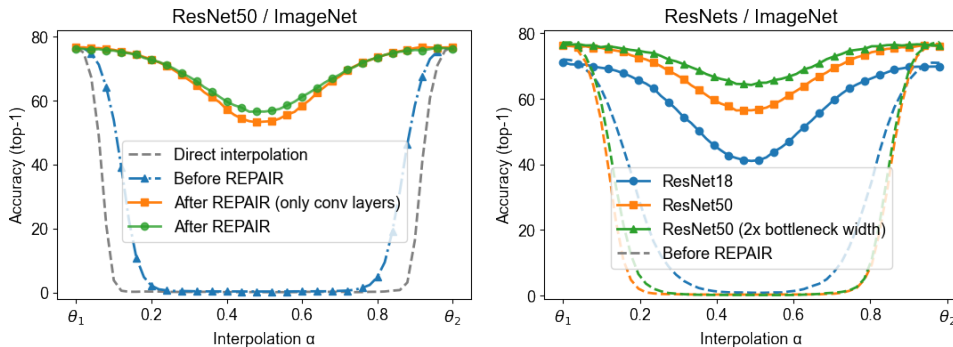 ResNet50 / ImageNet
Accuracy (top-1)
80
60
40
20
0
Direct interpolation
Before REPAIR
After REPAIR (only conv layers)
After REPAIR
θ1 0.2 0.4 0.6 0.8 θ2
Interpolation α
ResNets / ImageNet
Accuracy (top-1)
80
60
40
20
0
ResNet18
ResNet50
ResNet50 (2x bottleneck width)
Before REPAIR
θ1 0.2 0.4 0.6 0.8 θ2
Interpolation α